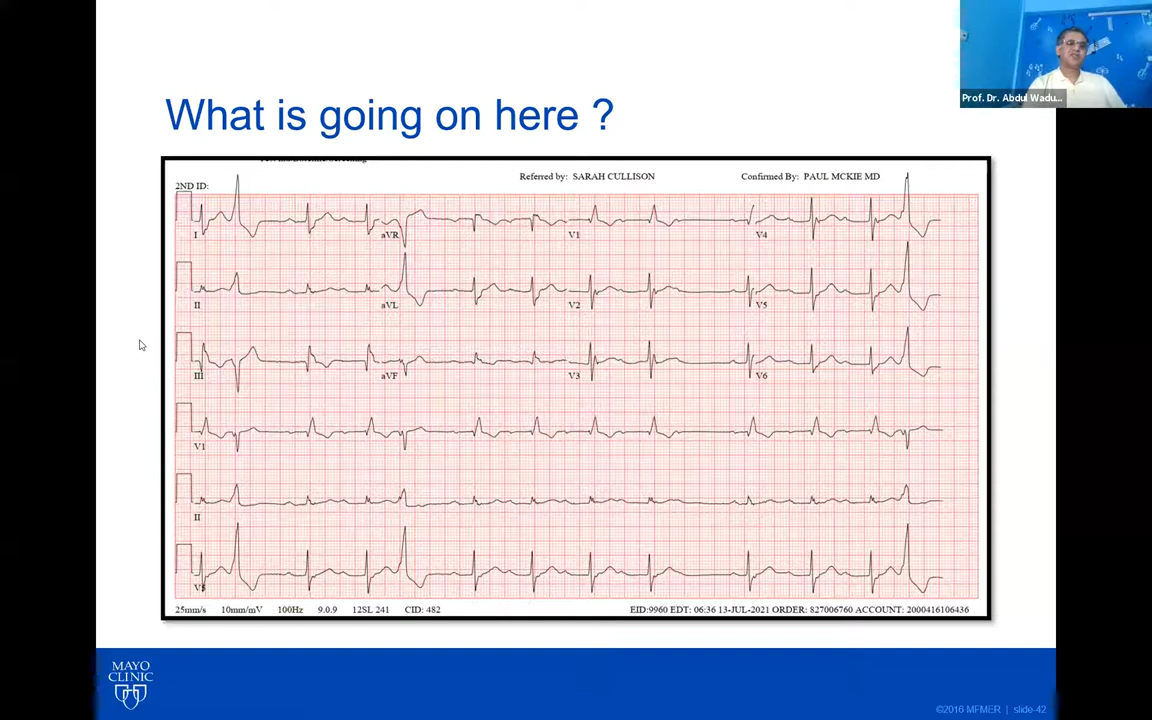 Prof. Dr. Abdul Wadu...
What is going on here ?
2ND ID:
Referred by: SARAH CULLISON
Confirmed By: PAUL MCKIE MD
I
aVR
V1
V4
II
aVL
V2
V5
III
aVF
V3
V6
V1
II
V5
25mm/s 10mm/mV 100Hz 9.0.9 12SL 241 CID: 482
EID:9960 EDT: 06:36 13-JUL-2021 ORDER: 827006760 ACCOUNT: 2000416106436
MAYO
CLINIC
©2016 MFMER | slide-42